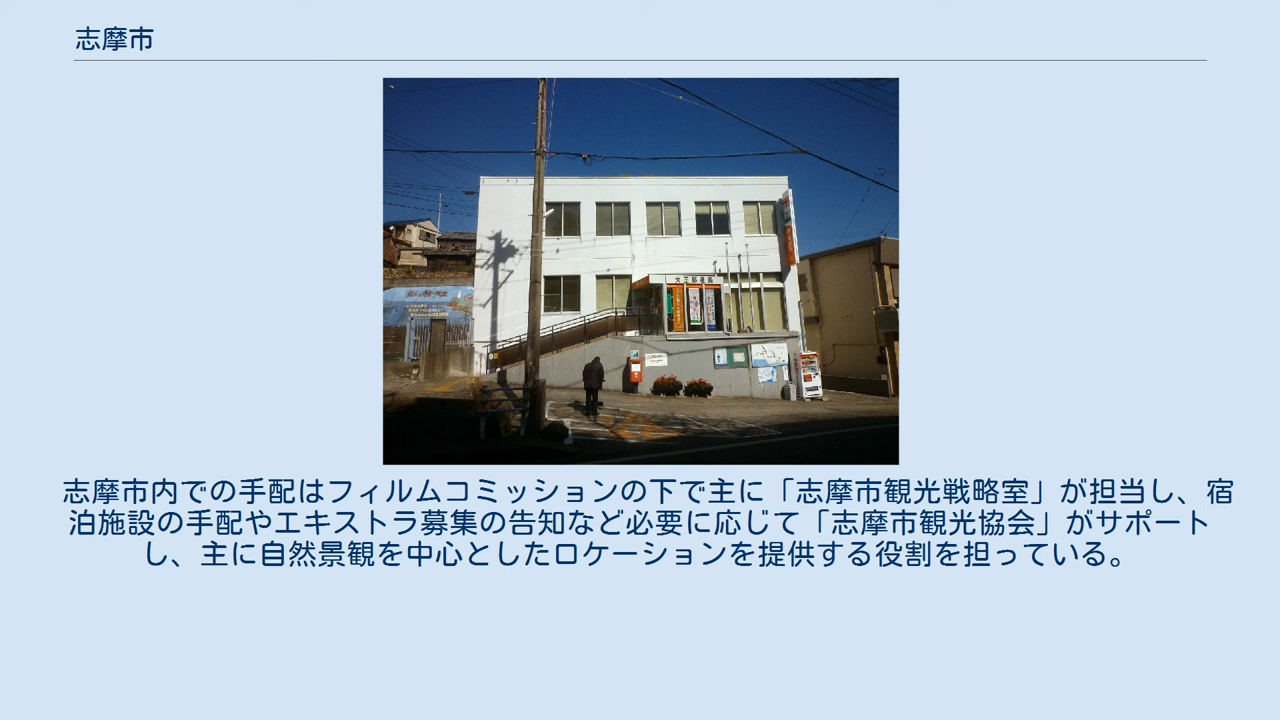 志摩市
大王郵便局
志摩市内での手配はフィルムコミッションの下で主に「志摩市観光戦略室」が担当し、宿
泊施設の手配やエキストラ募集の告知など必要に応じて「志摩市観光協会」がサポート
し、主に自然景観を中心としたロケーションを提供する役割を担っている。